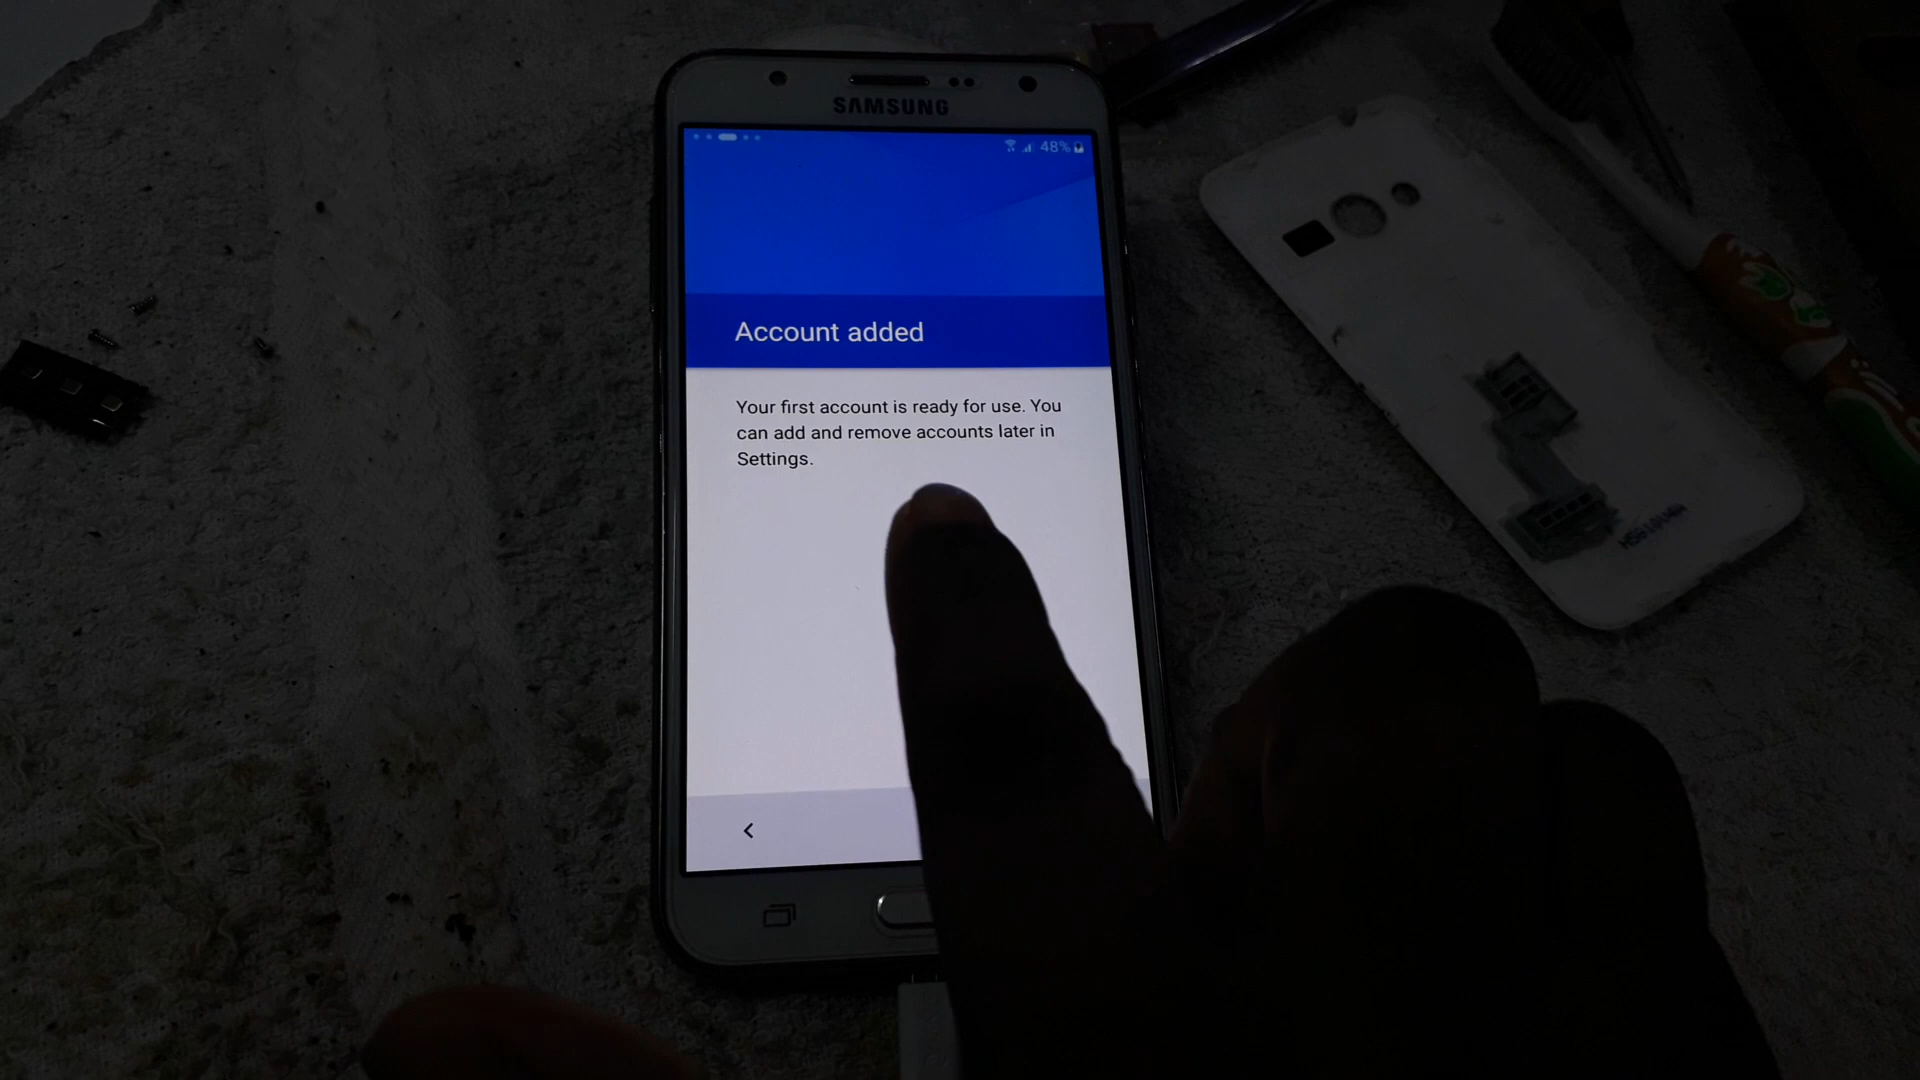 SAMSUNG
48%
Account added
Your first account is ready for use. You
can add and remove accounts later in
Settings.